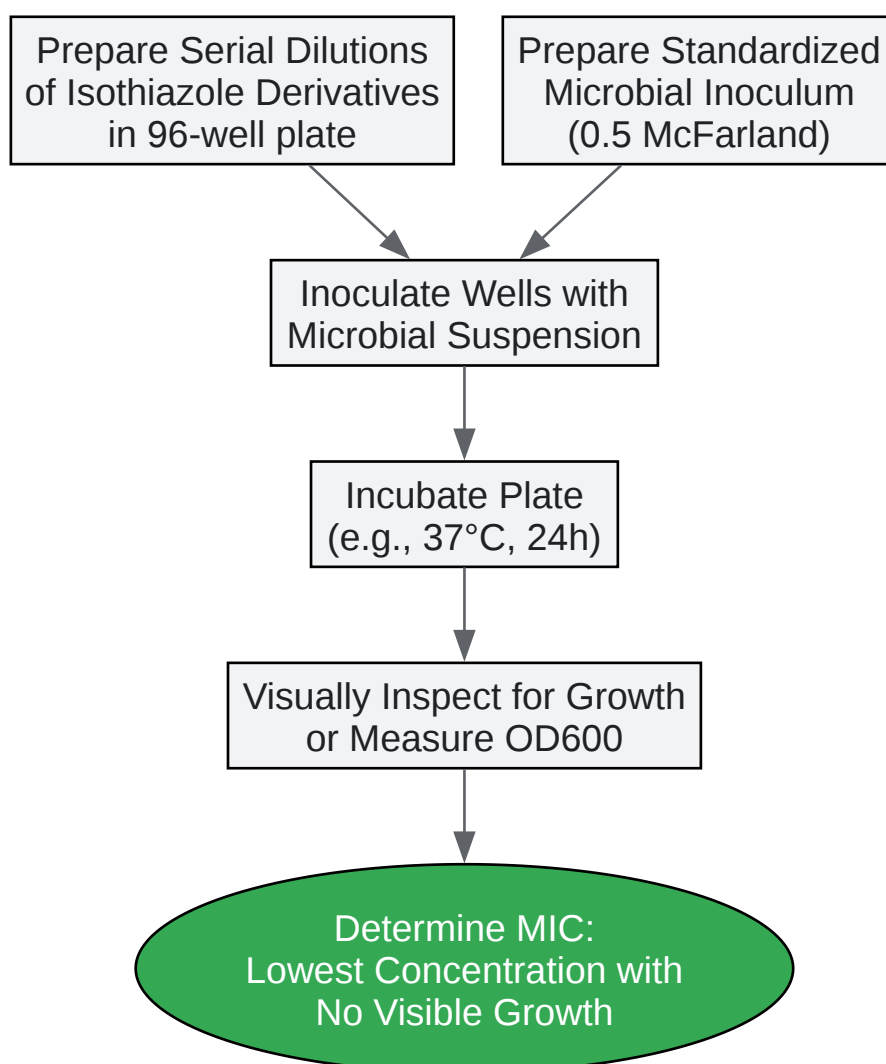 Prepare Serial Dilutions
of Isothiazole Derivatives
in 96-well plate
Prepare Standardized
Microbial Inoculum
(0.5 McFarland)
Inoculate Wells with
Microbial Suspension
Incubate Plate
(e.g., 37°C, 24h)
Visually Inspect for Growth
or Measure OD600
Determine MIC:
Lowest Concentration with
No Visible Growth